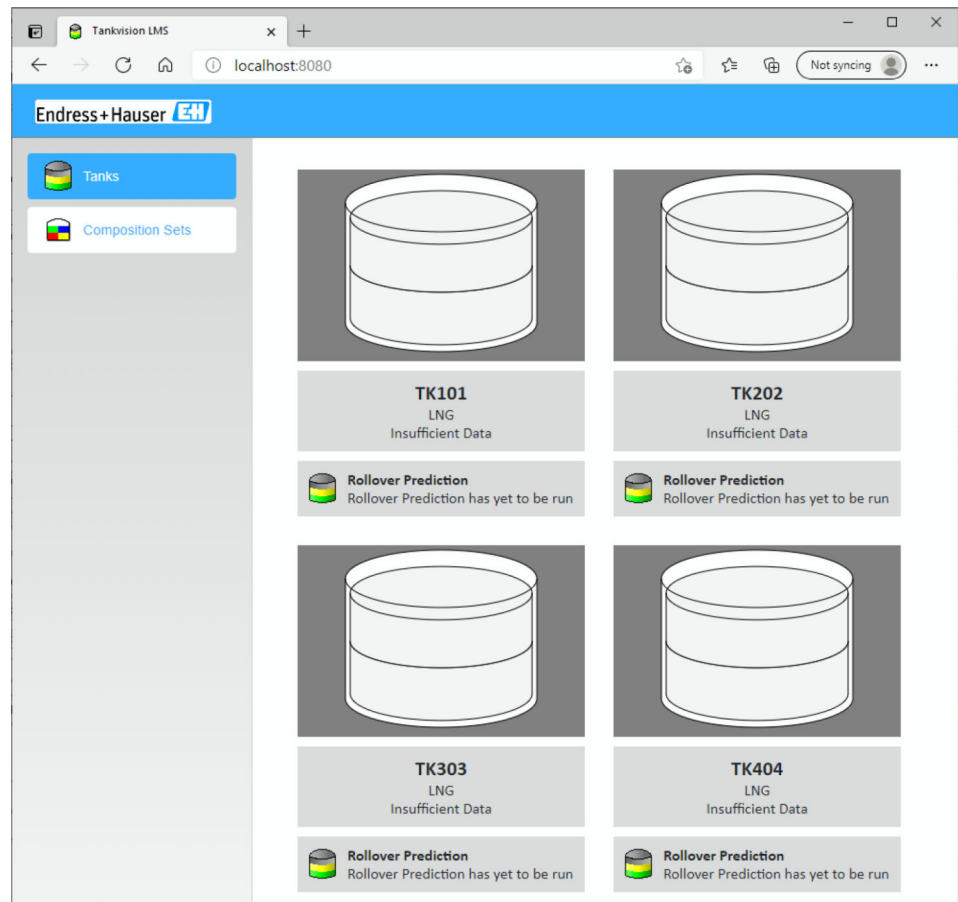 Tankvision LMS
localhost:8080
Not syncing
Endress+Hauser EH
Tanks
Composition Sets
TK101
LNG
Insufficient Data
Rollover Prediction
Rollover Prediction has yet to be run
TK202
LNG
Insufficient Data
Rollover Prediction
Rollover Prediction has yet to be run
TK303
LNG
Insufficient Data
Rollover Prediction
Rollover Prediction has yet to be run
TK404
LNG
Insufficient Data
Rollover Prediction
Rollover Prediction has yet to be run